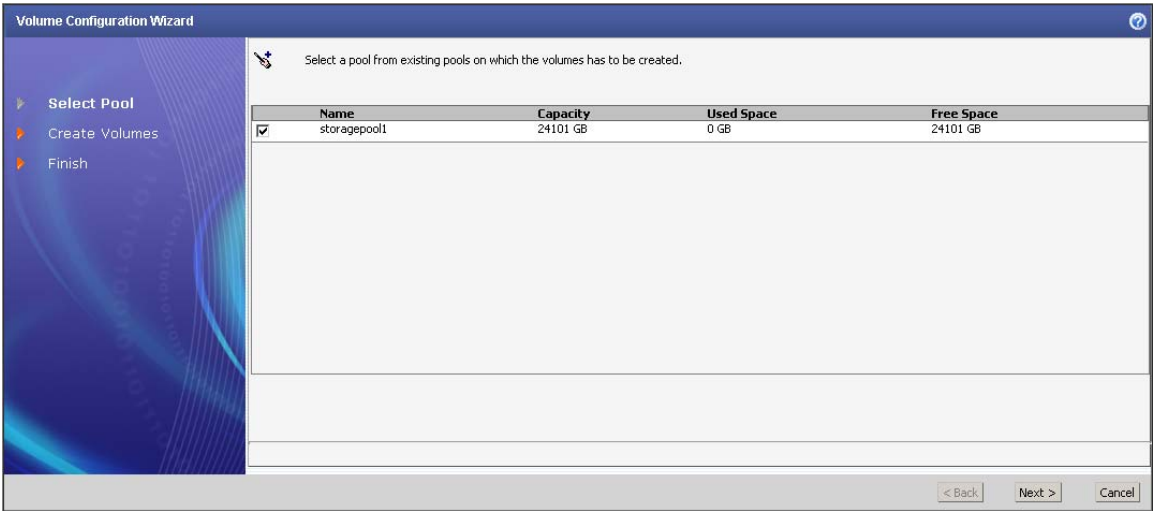 Volume Configuration Wizard
Select Pool
Create Volumes
Finish
Select a pool from existing pools on which the volumes has to be created.
Name Capacity Used Space Free Space
storagepool1 24101 GB 0 GB 24101 GB
< Back Next > Cancel